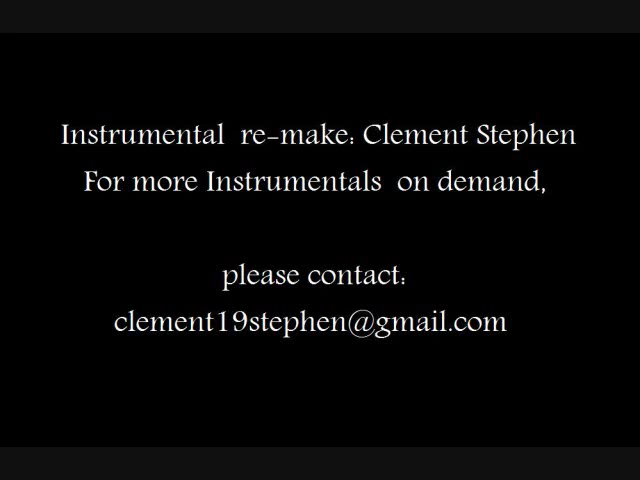 Instrumental re-make: Clement Stephen
For more Instrumentals on demand,
please contact:
clement19stephen@gmail.com